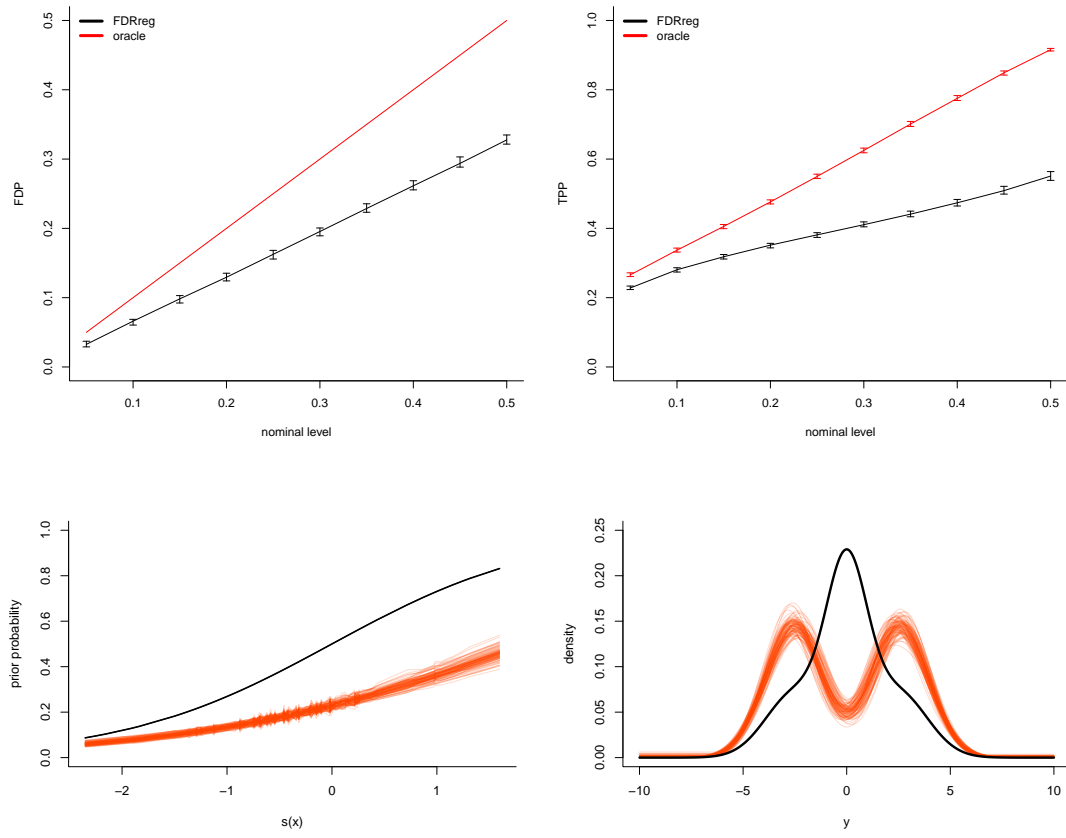 FDRreg
oracle
FDP
0.0 0.1 0.2 0.3 0.4 0.5
0.1 0.2 0.3 0.4 0.5
nominal level
FDRreg
oracle
TPP
0.0 0.2 0.4 0.6 0.8 1.0
0.1 0.2 0.3 0.4 0.5
nominal level
prior probability
0.0 0.2 0.4 0.6 0.8 1.0
−2 −1 0 1
s(x)
density
0.00 0.05 0.10 0.15 0.20 0.25
−10 −5 0 5 10
y